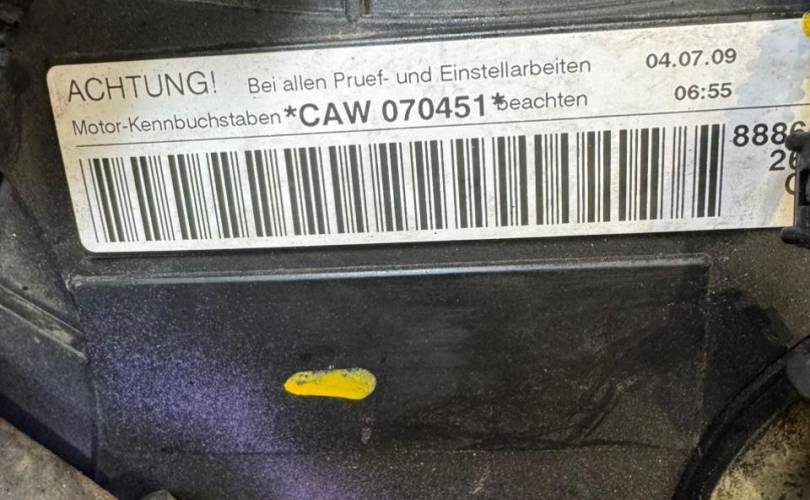 ACHTUNG! Bei allen Pruef- und Einstellarbeiten 04.07.09
Motor-Kennbuchstaben *CAW 070451* beachten 06:55